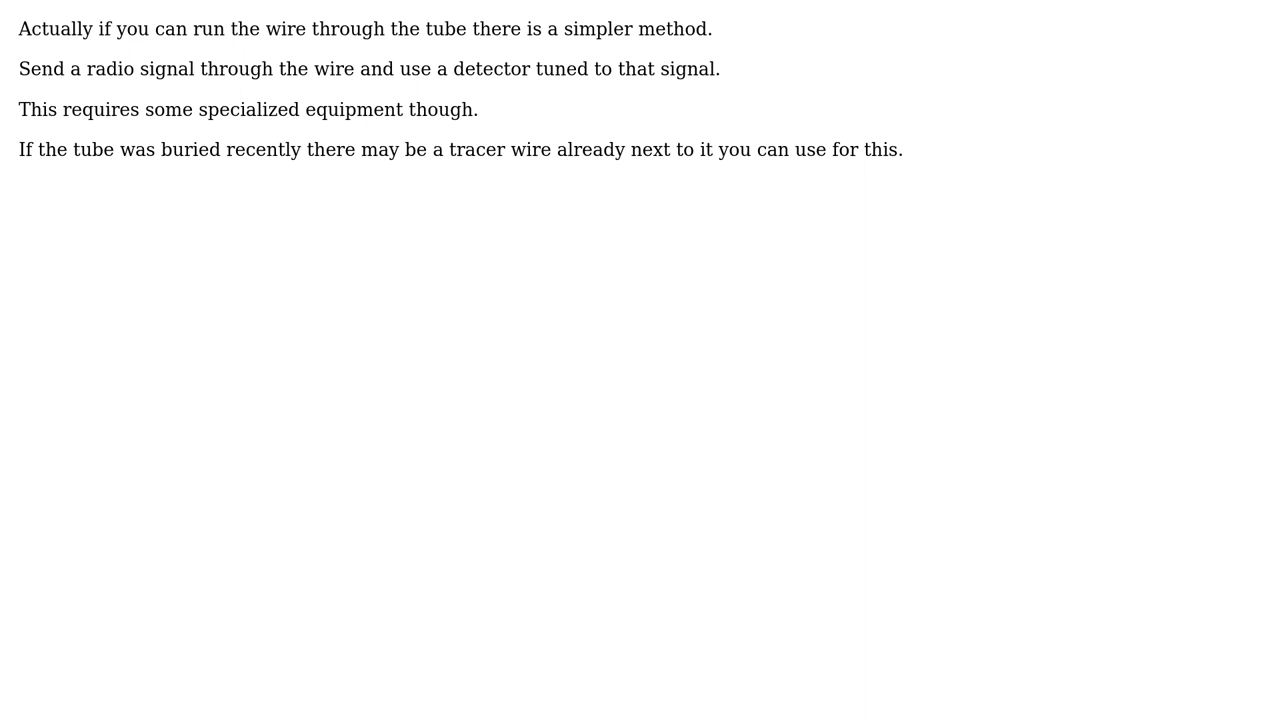 Actually if you can run the wire through the tube there is a simpler method.
Send a radio signal through the wire and use a detector tuned to that signal.
This requires some specialized equipment though.
If the tube was buried recently there may be a tracer wire already next to it you can use for this.